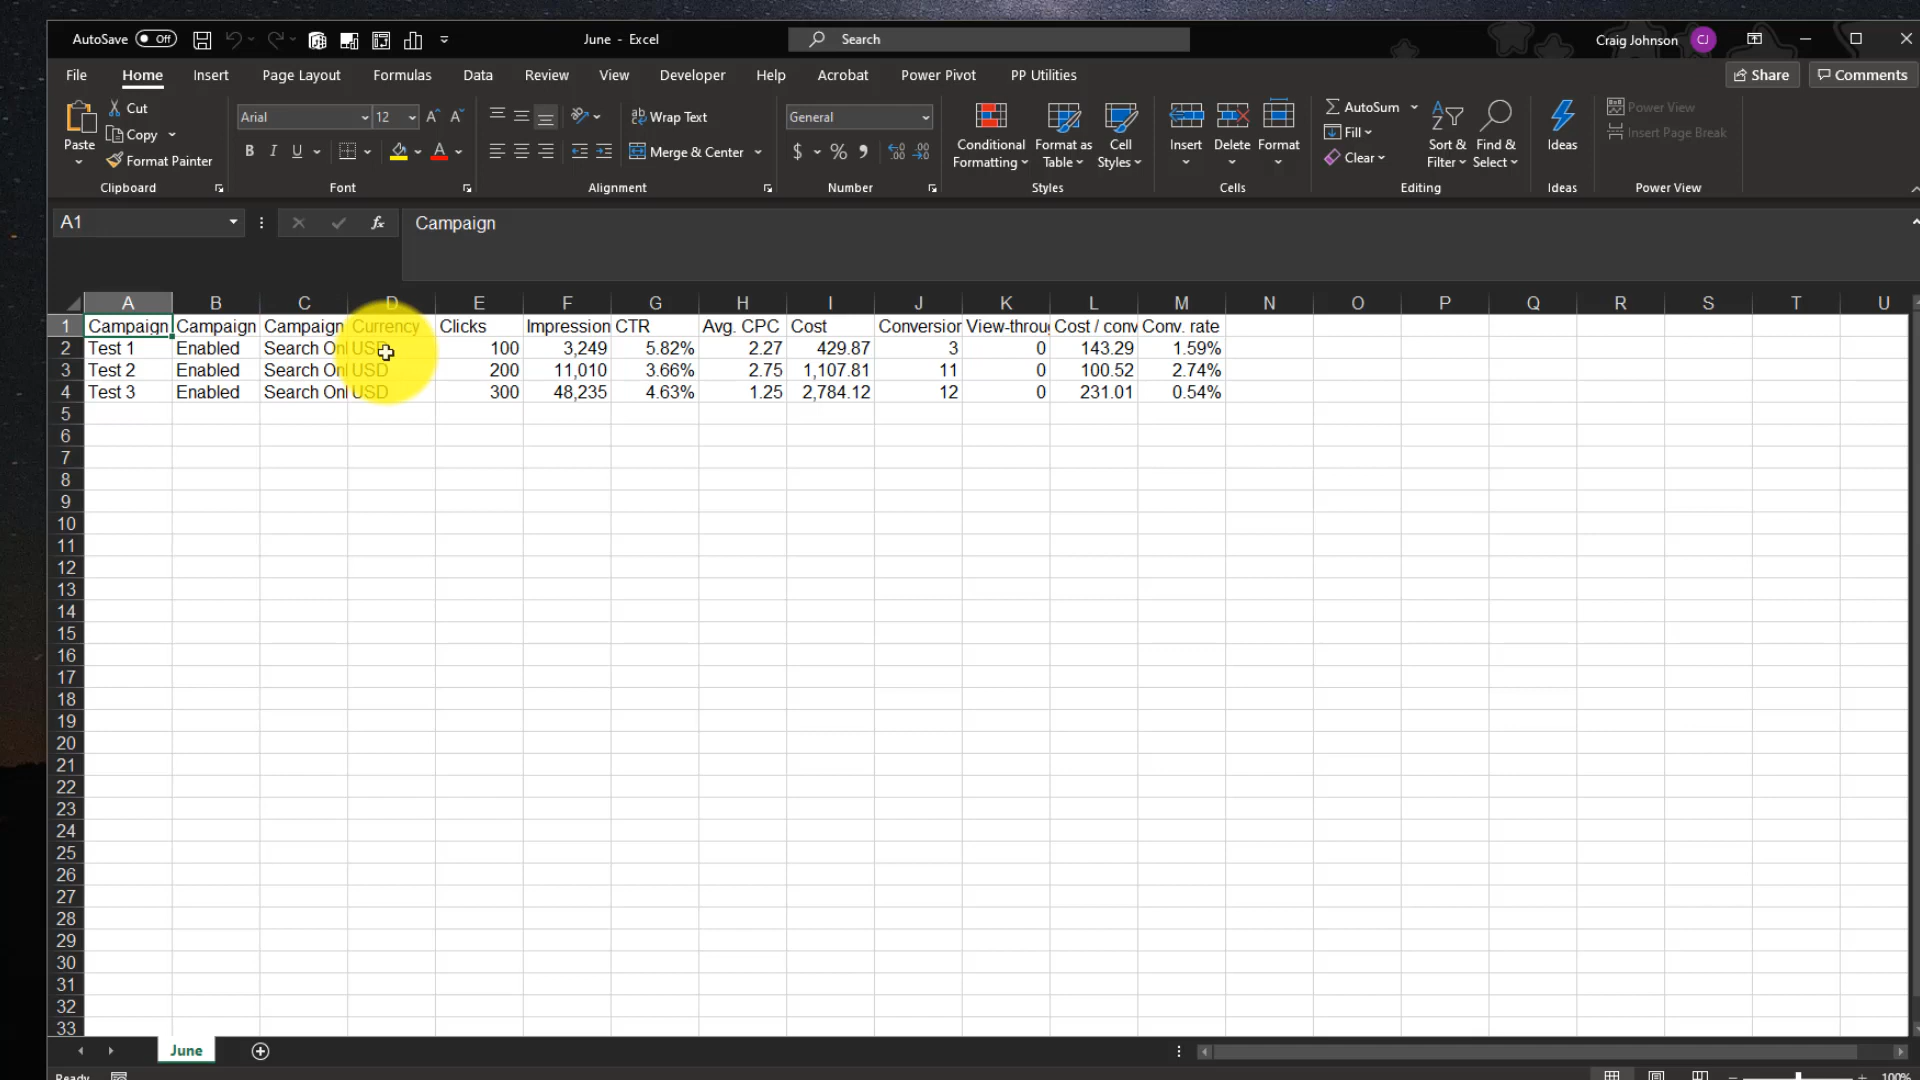 AutoSave Off June - Excel Search Craig Johnson CJ
File Home Insert Page Layout Formulas Data Review View Developer Help Acrobat Power Pivot PP Utilities Share Comments
Paste Cut Copy Format Painter Clipboard
Arial 12 B I U A Font
Wrap Text Merge & Center Alignment
General $ % Number
Conditional Formatting Format as Table Cell Styles Styles
Insert Delete Format Cells
AutoSum Fill Clear Sort & Filter Find & Select Editing
Ideas Ideas
Power View Insert Page Break Power View
A1 fx Campaign
A B C D E F G H I J K L M N O P Q R S T U
1 Campaign Campaign Campaign Currency Clicks Impression CTR Avg. CPC Cost Conversion View-throu Cost / conv Conv. rate
2 Test 1 Enabled Search Onl USD 100 3,249 5.82% 2.27 429.87 3 0 143.29 1.59%
3 Test 2 Enabled Search Onl USD 200 11,010 3.66% 2.75 1,107.81 11 0 100.52 2.74%
4 Test 3 Enabled Search Onl USD 300 48,235 4.63% 1.25 2,784.12 12 0 231.01 0.54%
5
6
7
8
9
10
11
12
13
14
15
16
17
18
19
20
21
22
23
24
25
26
27
28
29
30
31
32
33
June
Ready 100%